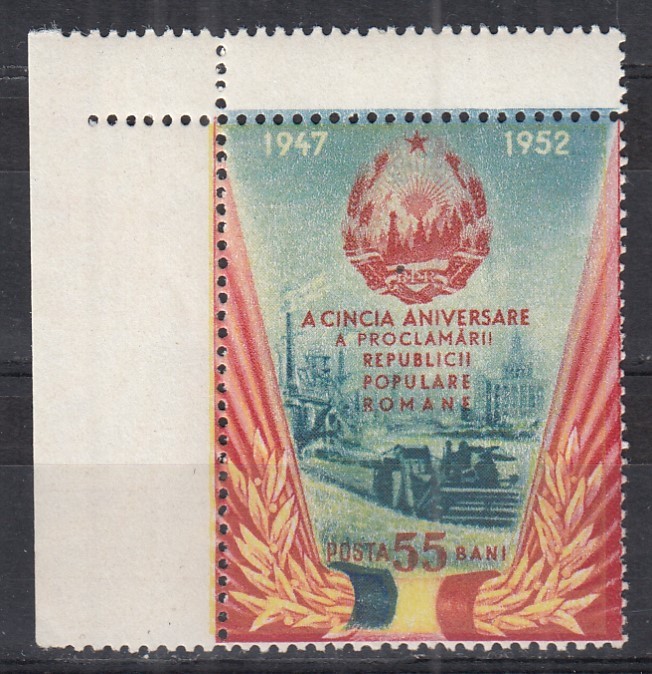 1947 1952
A CINCIA ANIVERSARE
A PROCLAMĂRII
REPUBLICII
POPULARE
ROMANE
POSTA 55 BANI